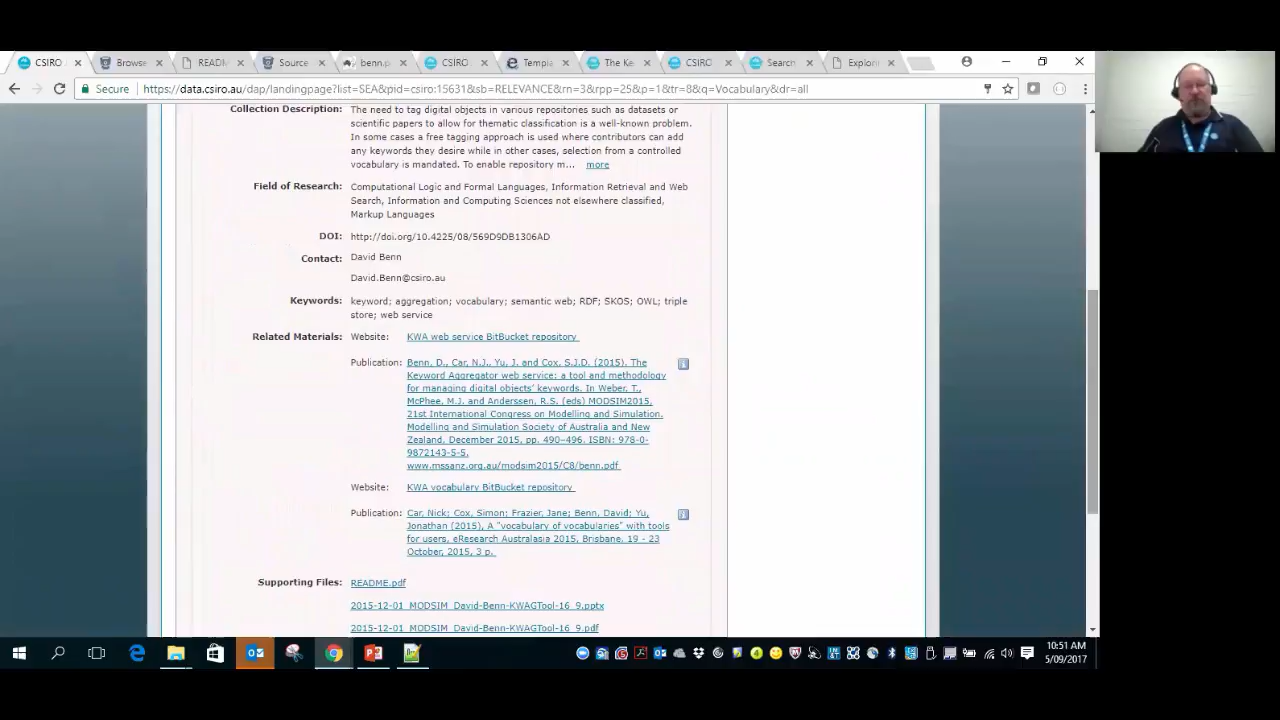 CSIRO
Browse
README
Source
benn.p
CSIRO
Templa
The Ke
CSIRO
Search
Explori
Secure
https://data.csiro.au/dap/landingpage?list=SEA&pid=csiro:15631&sb=RELEVANCE&rn=3&rpp=25&p=1&tr=8&q=Vocabulary&dr=all
Collection Description: The need to tag digital objects in various repositories such as datasets or
scientific papers to allow for thematic classification is a well-known problem.
In some cases a free tagging approach is used where contributors can add
any keywords they desire while in other cases, selection from a controlled
vocabulary is mandated. To enable repository m... more
Field of Research: Computational Logic and Formal Languages, Information Retrieval and Web
Search, Information and Computing Sciences not elsewhere classified,
Markup Languages
DOI: http://doi.org/10.4225/08/569D9DB1306AD
Contact: David Benn
David.Benn@csiro.au
Keywords: keyword; aggregation; vocabulary; semantic web; RDF; SKOS; OWL; triple
store; web service
Related Materials: Website: KWA web service BitBucket repository
Publication: Benn, D., Car, N.J., Yu, J. and Cox, S.J.D. (2015). The
Keyword Aggregator web service: a tool and methodology
for managing digital objects' keywords. In Weber, T.,
McPhee, M.J. and Anderssen, R.S. (eds) MODSIM2015,
21st International Congress on Modelling and Simulation.
Modelling and Simulation Society of Australia and New
Zealand, December 2015, pp. 490–496. ISBN: 978-0-
9872143-5-5.
www.mssanz.org.au/modsim2015/C8/benn.pdf
Website: KWA vocabulary BitBucket repository
Publication: Car, Nick; Cox, Simon; Frazier, Jane; Benn, David; Yu,
Jonathan (2015), A "vocabulary of vocabularies" with tools
for users, eResearch Australasia 2015, Brisbane, 19 - 23
October, 2015, 3 p.
Supporting Files: README.pdf
2015-12-01_MODSIM_David-Benn-KWAGTool-16_9.pptx
2015-12-01_MODSIM_David-Benn-KWAGTool-16_9.pdf
10:51 AM
5/09/2017